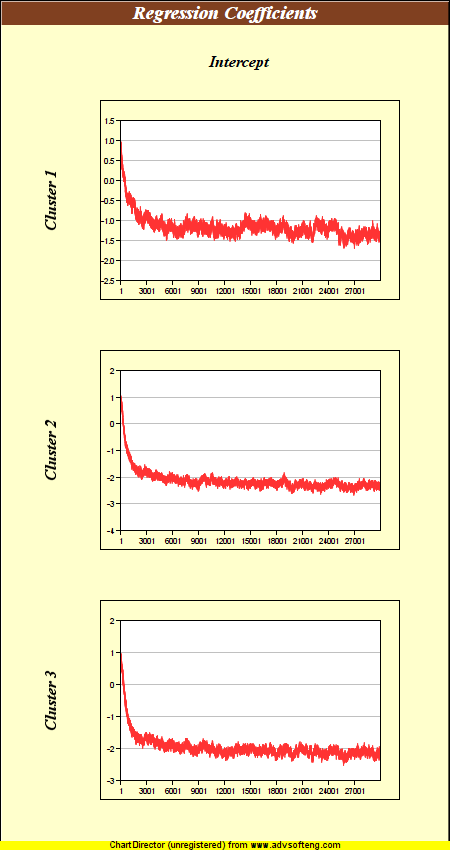 Regression Coefficients
Intercept
Cluster 1
1.5
1.0
0.5
0.0
-0.5
-1.0
-1.5
-2.0
-2.5
1 3001 6001 9001 12001 15001 18001 21001 24001 27001
Cluster 2
2
1
0
-1
-2
-3
-4
1 3001 6001 9001 12001 15001 18001 21001 24001 27001
Cluster 3
2
1
0
-1
-2
-3
1 3001 6001 9001 12001 15001 18001 21001 24001 27001
ChartDirector (unregistered) from www.advsofteng.com